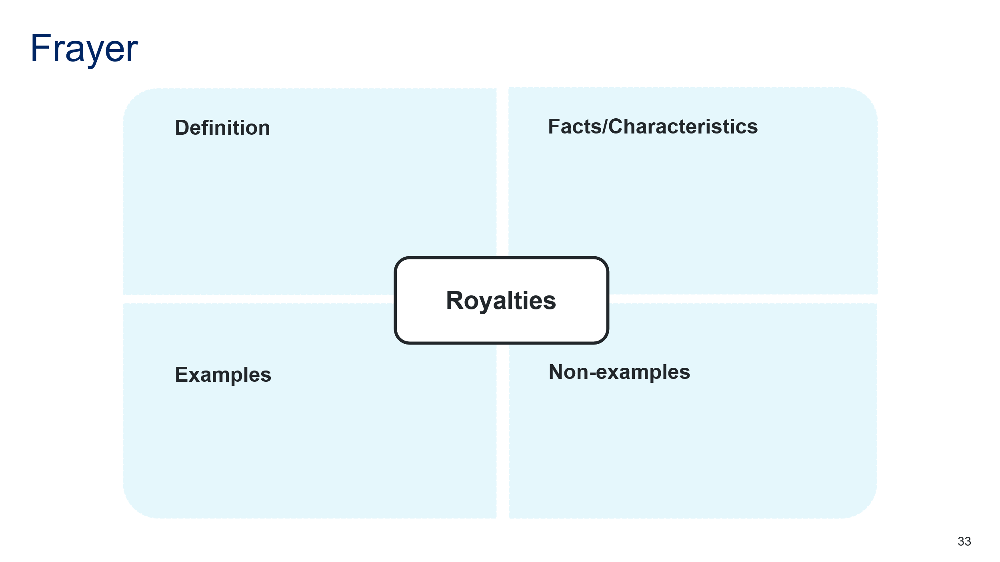 Frayer
Definition
Facts/Characteristics
Royalties
Examples
Non-examples
33